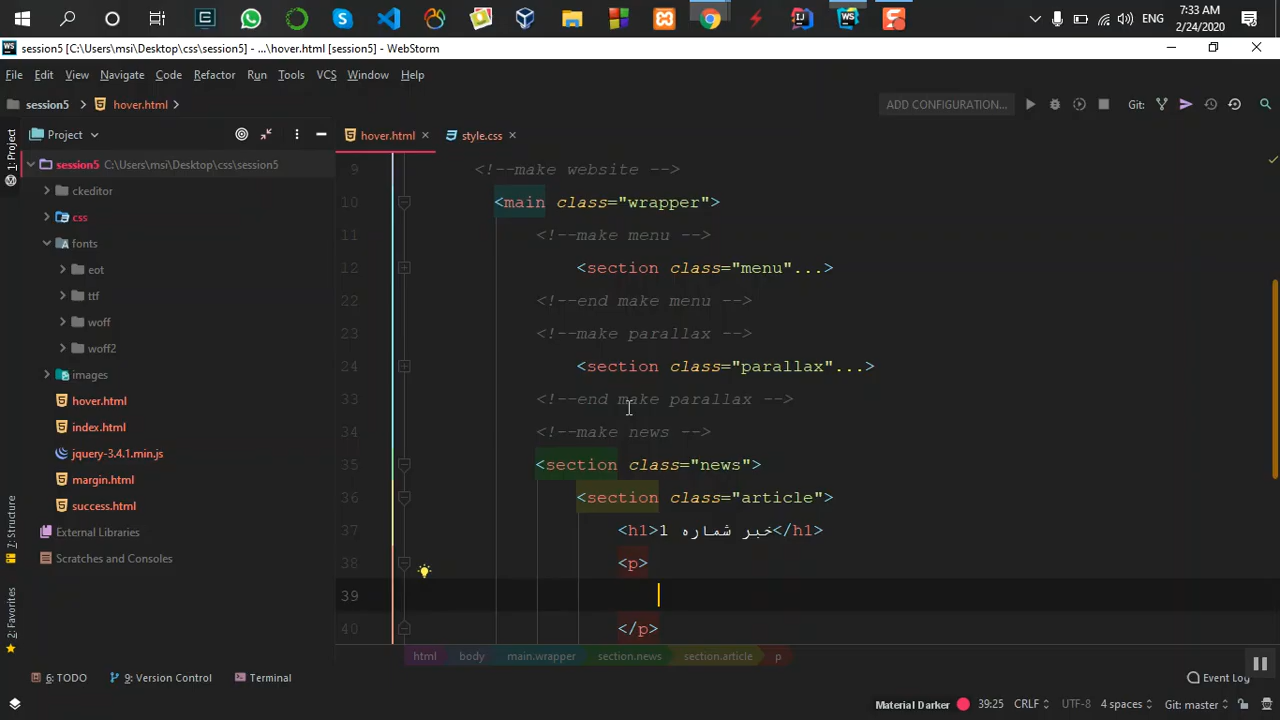 ENG
7:33 AM
2/24/2020
session5 [C:\Users\msi\Desktop\css\session5] - ...\hover.html [session5] - WebStorm
File Edit View Navigate Code Refactor Run Tools VCS Window Help
session5 hover.html ADD CONFIGURATION... Git:
1: Project
Project
hover.html style.css
session5 C:\Users\msi\Desktop\css\session5
ckeditor
css
fonts
eot
ttf
woff
woff2
images
hover.html
index.html
jquery-3.4.1.min.js
margin.html
success.html
External Libraries
Scratches and Consoles
7: Structure
2: Favorites
9 <!--make website -->
10 <main class="wrapper">
11 <!--make menu -->
12 <section class="menu"...>
22 <!--end make menu -->
23 <!--make parallax -->
24 <section class="parallax"...>
33 <!--end make parallax -->
34 <!--make news -->
35 <section class="news">
36 <section class="article">
37 <h1>خبر شماره 1</h1>
38 <p>
39
40 </p>
html body main.wrapper section.news section.article p
6: TODO 9: Version Control Terminal Event Log
Material Darker 39:25 CRLF UTF-8 4 spaces Git: master